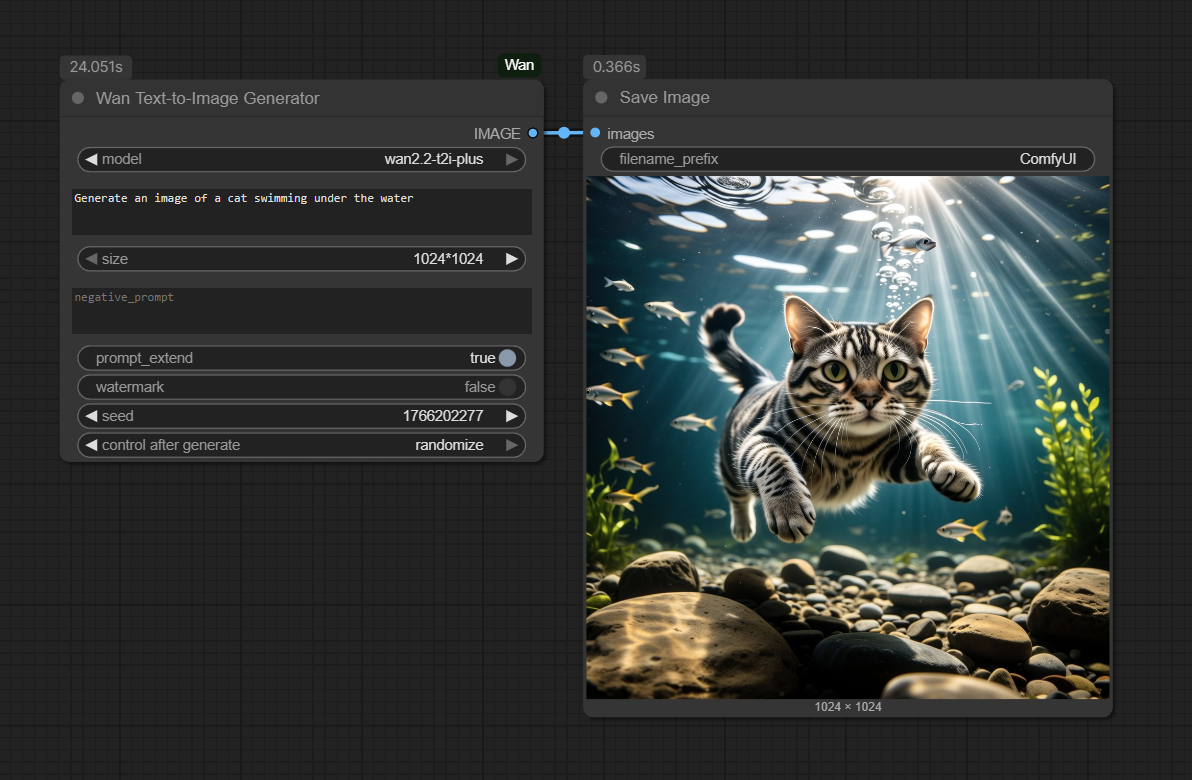 24.051s
Wan
Wan Text-to-Image Generator
IMAGE
model wan2.2-t2i-plus
Generate an image of a cat swimming under the water
size 1024*1024
negative_prompt
prompt_extend true
watermark false
seed 1766202277
control after generate randomize
0.366s
Save Image
images
filename_prefix ComfyUI
1024 × 1024